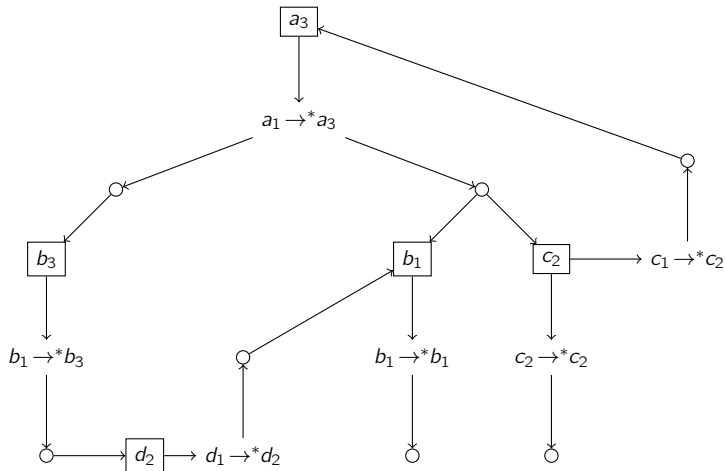 a₃
a₁ →* a₃
b₃ b₁ c₂ c₁ →* c₂
b₁ →* b₃ b₁ →* b₁ c₂ →* c₂
d₂ d₁ →* d₂